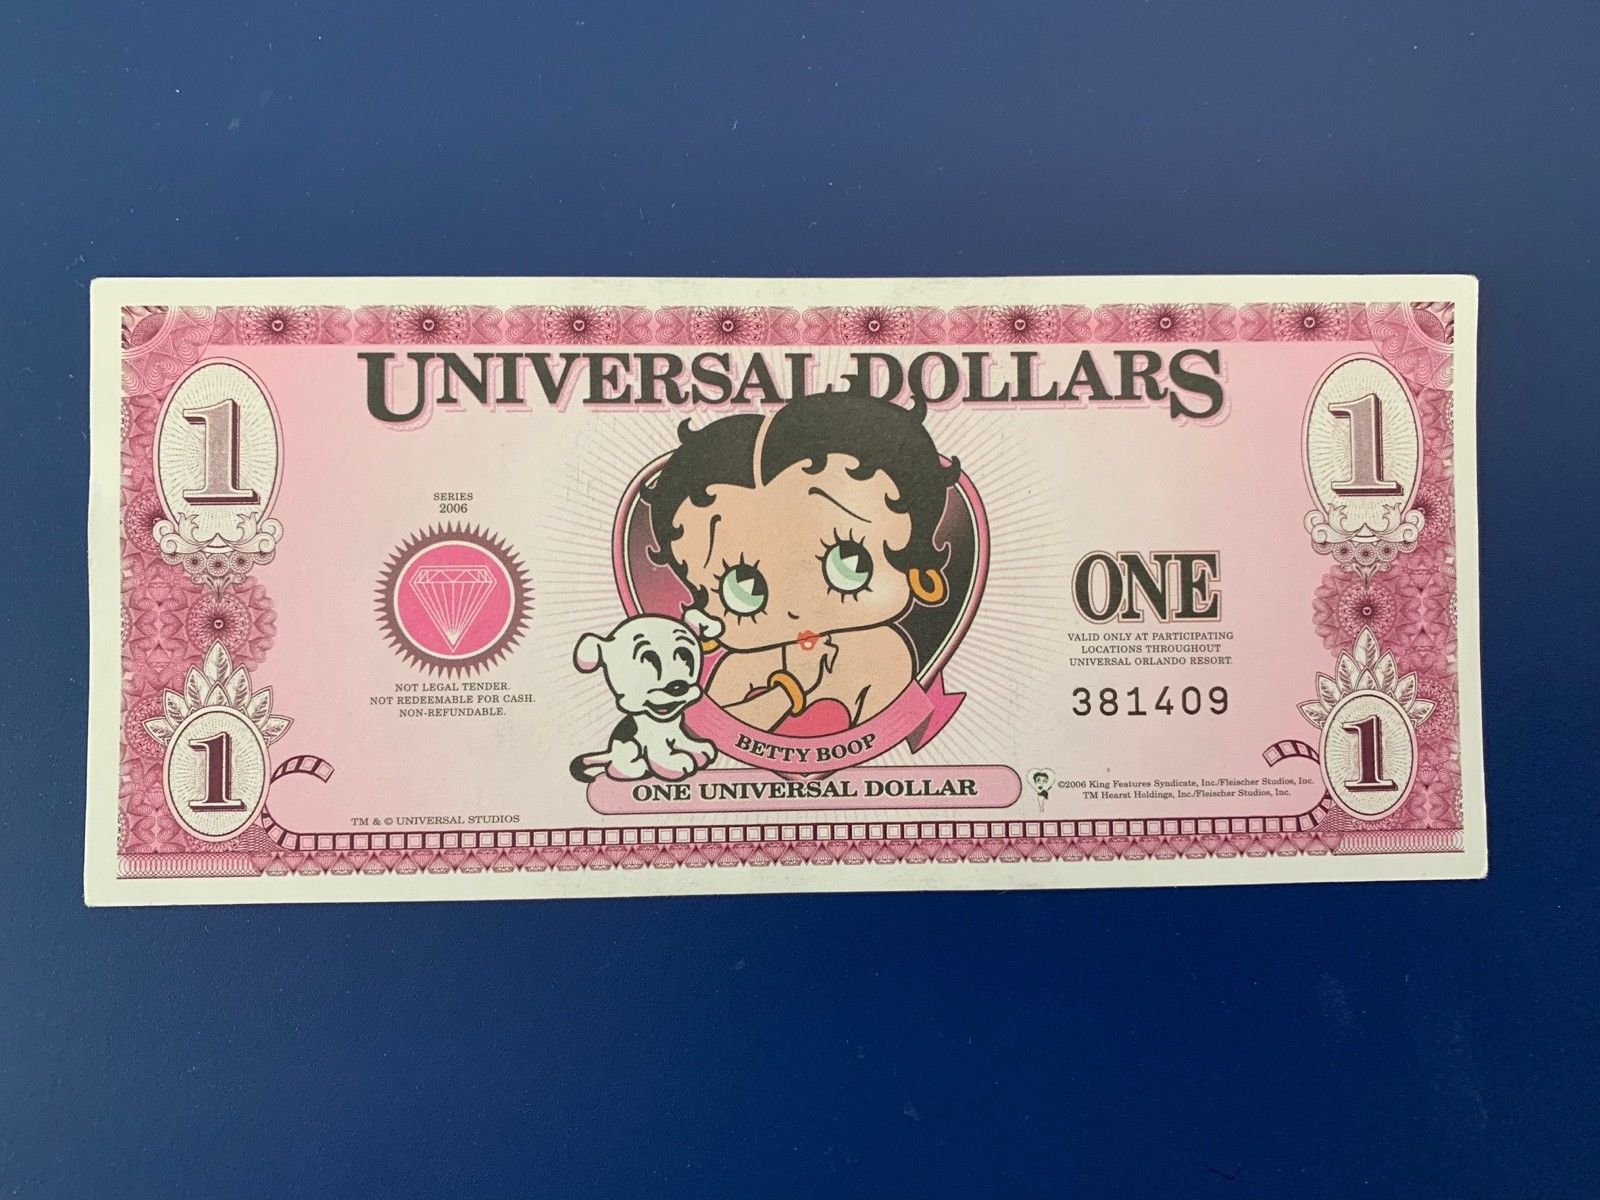 UNIVERSAL DOLLARS
1
1
SERIES
2006
NOT LEGAL TENDER.
NOT REDEEMABLE FOR CASH.
NON-REFUNDABLE.
ONE
VALID ONLY AT PARTICIPATING
LOCATIONS THROUGHOUT
UNIVERSAL ORLANDO RESORT.
381409
BETTY BOOP
ONE UNIVERSAL DOLLAR
1
1
©2006 King Features Syndicate, Inc./Fleischer Studios, Inc.
TM Hearst Holdings, Inc./Fleischer Studios, Inc.
TM & © UNIVERSAL STUDIOS